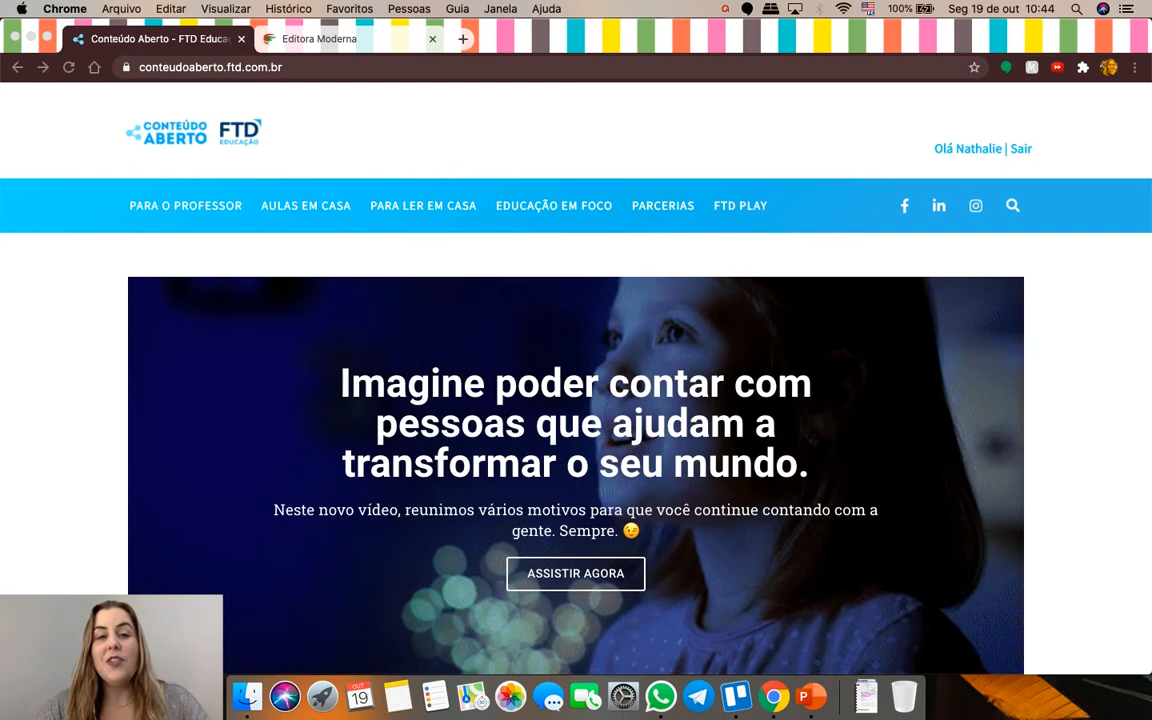 Chrome Arquivo Editar Visualizar Histórico Favoritos Pessoas Guia Janela Ajuda 100% Seg 19 de out 10:44
Conteúdo Aberto - FTD Educa Editora Moderna
conteudoaberto.ftd.com.br
CONTEÚDO ABERTO FTD EDUCAÇÃO
Olá Nathalie | Sair
PARA O PROFESSOR AULAS EM CASA PARA LER EM CASA EDUCAÇÃO EM FOCO PARCERIAS FTD PLAY
Imagine poder contar com
pessoas que ajudam a
transformar o seu mundo.
Neste novo vídeo, reunimos vários motivos para que você continue contando com a
gente. Sempre. 😉
ASSISTIR AGORA
OUT
19